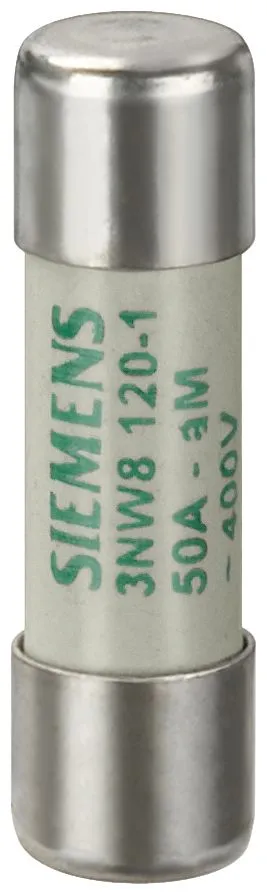 SIEMENS
3NW8 120-1
50A - aM
~ 400V